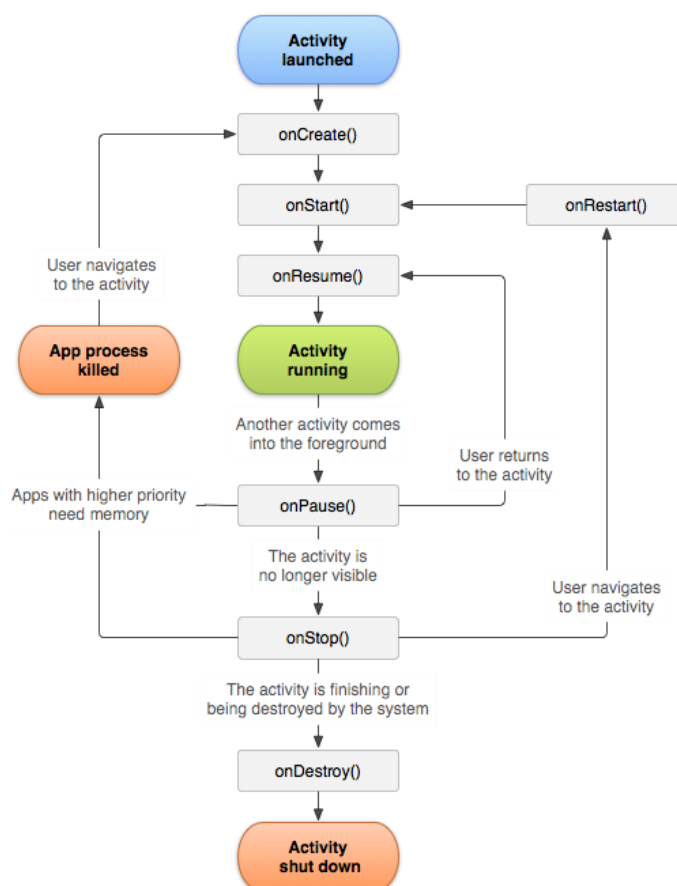 Activity
launched
onCreate()
onStart()
onRestart()
User navigates
to the activity
onResume()
App process
killed
Activity
running
Another activity comes
into the foreground
User returns
to the activity
Apps with higher priority
need memory
onPause()
The activity is
no longer visible
User navigates
to the activity
onStop()
The activity is finishing or
being destroyed by the system
onDestroy()
Activity
shut down